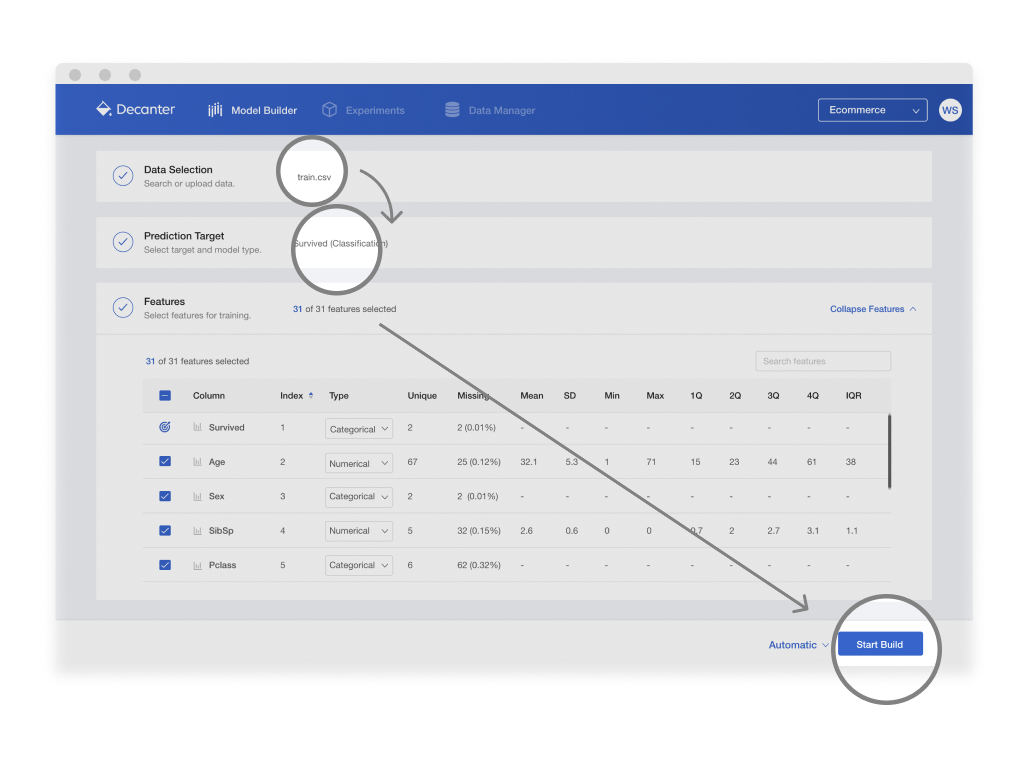 Decanter Model Builder Experiments Data Manager Ecommerce WS
Data Selection
Search or upload data.
train.csv
Prediction Target
Select target and model type.
Survived (Classification)
Features
Select features for training.
31 of 31 features selected
Collapse Features
31 of 31 features selected
Search features
Column Index Type Unique Missing Mean SD Min Max 1Q 2Q 3Q 4Q IQR
Survived 1 Categorical 2 2 (0.01%) - - - - - - - - -
Age 2 Numerical 67 25 (0.12%) 32.1 5.3 1 71 15 23 44 61 38
Sex 3 Categorical 2 2 (0.01%) - - - - - - - - -
SibSp 4 Numerical 5 32 (0.15%) 2.6 0.6 0 0 0.7 2 2.7 3.1 1.1
Pclass 5 Categorical 6 62 (0.32%) - - - - - - - - -
Automatic Start Build